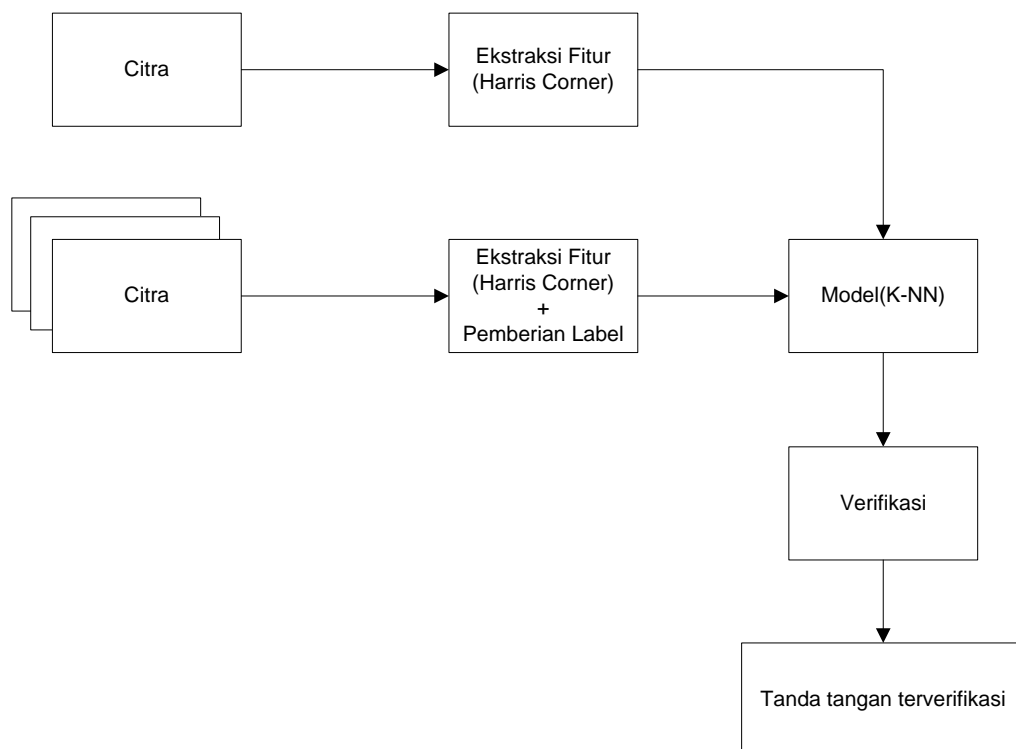 Citra
Ekstraksi Fitur
(Harris Corner)
Citra
Ekstraksi Fitur
(Harris Corner)
+
Pemberian Label
Model(K-NN)
Verifikasi
Tanda tangan terverifikasi